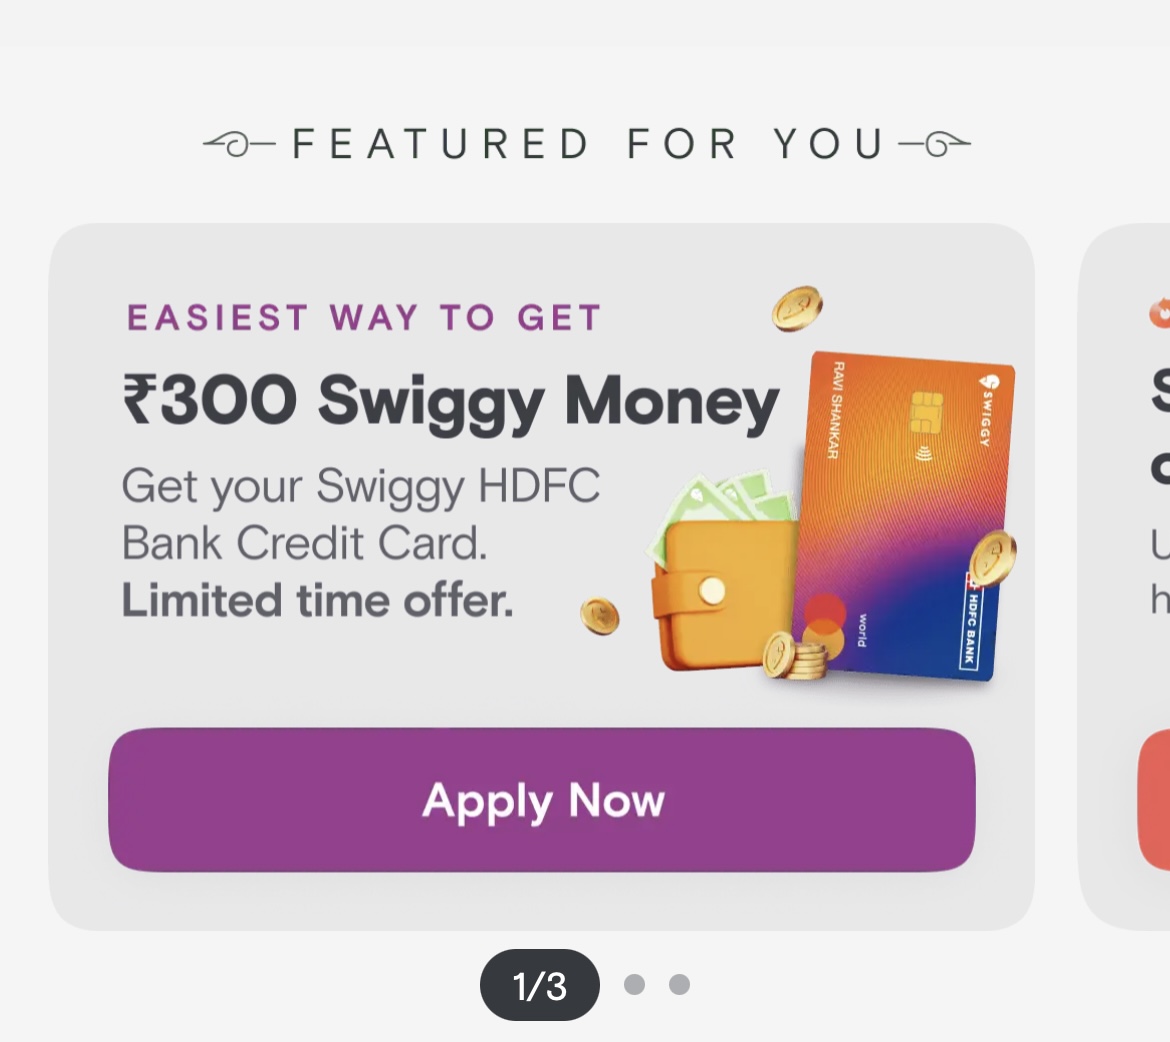 FEATURED FOR YOU
EASIEST WAY TO GET
₹300 Swiggy Money
Get your Swiggy HDFC
Bank Credit Card.
Limited time offer.
RAVI SHANKAR
SWIGGY
world
HDFC BANK
Apply Now
1/3